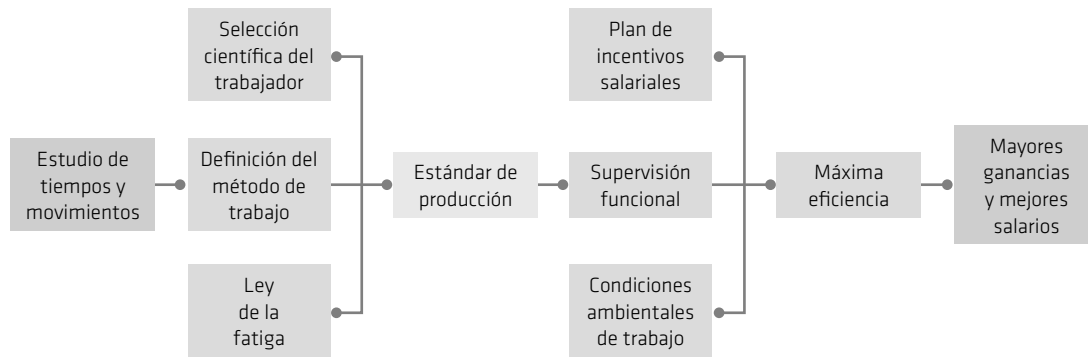 Selección
científica del
trabajador
Plan de
incentivos
salariales
Estudio de
tiempos y
movimientos
Definición del
método de
trabajo
Estándar de
producción
Supervisión
funcional
Máxima
eficiencia
Mayores
ganancias
y mejores
salarios
Ley
de la
fatiga
Condiciones
ambientales
de trabajo